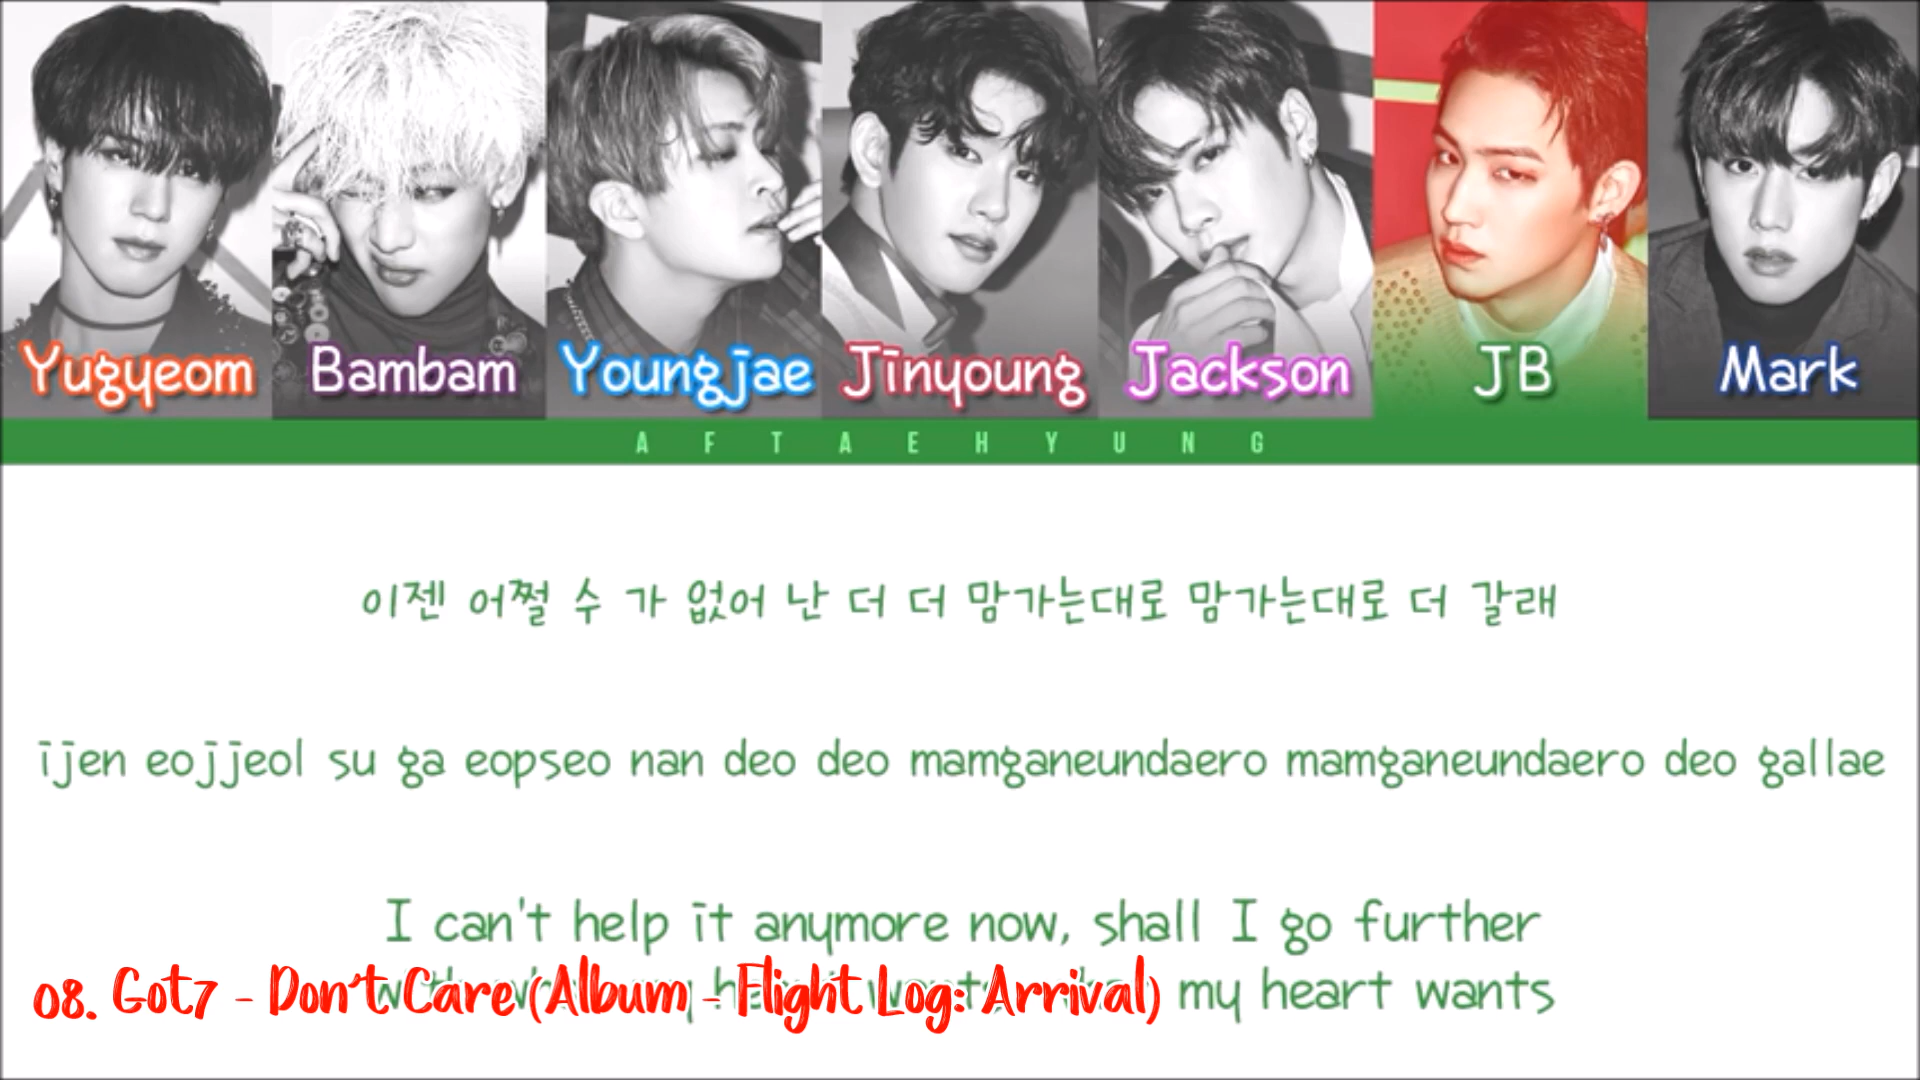 Yugyeom Bambam Youngjae Jinyoung Jackson JB Mark
AFTAEHYUNG
이젠 어쩔 수 가 없어 난 더 더 맘가는대로 맘가는대로 더 갈래
ijen eojjeol su ga eopseo nan deo deo mamganeundaero mamganeundaero deo gallae
I can't help it anymore now, shall I go further
my heart wants
08. Got7 - Don't Care (Album - Flight Log: Arrival)